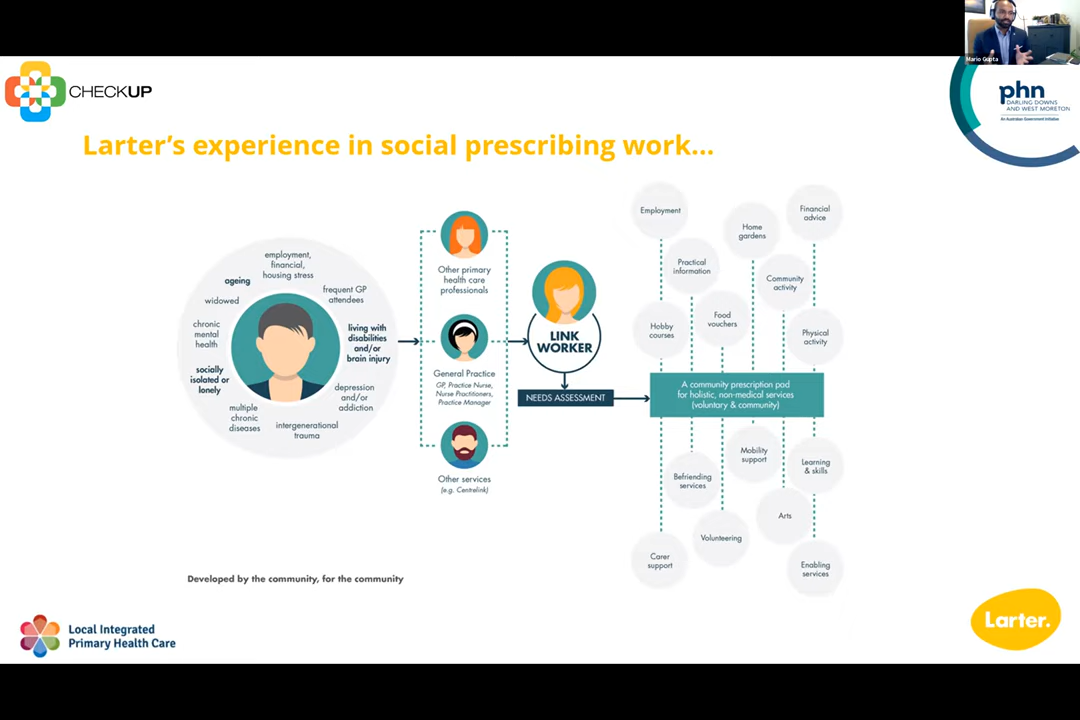 Mario Gupta
CHECKUP
phn
DARLING DOWNS
AND WEST MORETON
An Australian Government Initiative
Larter's experience in social prescribing work...
employment,
financial,
housing stress
ageing
frequent GP
attendees
widowed
chronic
mental
health
living with
disabilities
and/or
brain injury
socially
isolated or
lonely
depression
and/or
addiction
multiple
chronic
diseases
intergenerational
trauma
Other primary
health care
professionals
General Practice
GP, Practice Nurse,
Nurse Practitioners,
Practice Manager
Other services
(e.g. Centrelink)
LINK
WORKER
NEEDS ASSESSMENT
Employment
Financial
advice
Home
gardens
Practical
information
Community
activity
Hobby
courses
Food
vouchers
Physical
activity
A community prescription pad
for holistic, non-medical services
(voluntary & community)
Mobility
support
Learning
& skills
Befriending
services
Arts
Volunteering
Carer
support
Enabling
services
Developed by the community, for the community
Local Integrated
Primary Health Care
Larter.